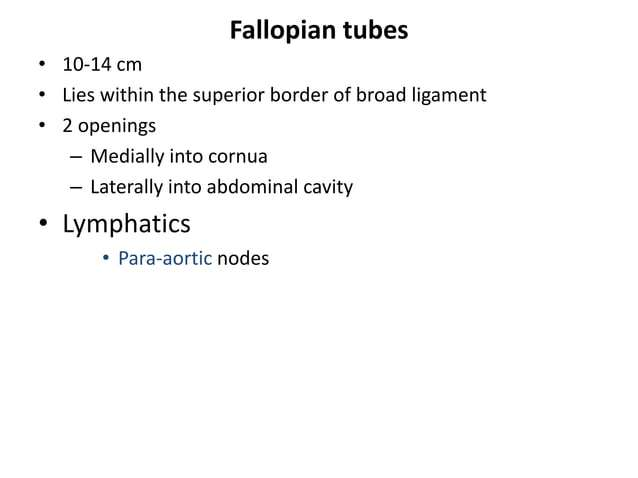 Fallopian tubes
• 10-14 cm
• Lies within the superior border of broad ligament
• 2 openings
– Medially into cornua
– Laterally into abdominal cavity
• Lymphatics
• Para-aortic nodes